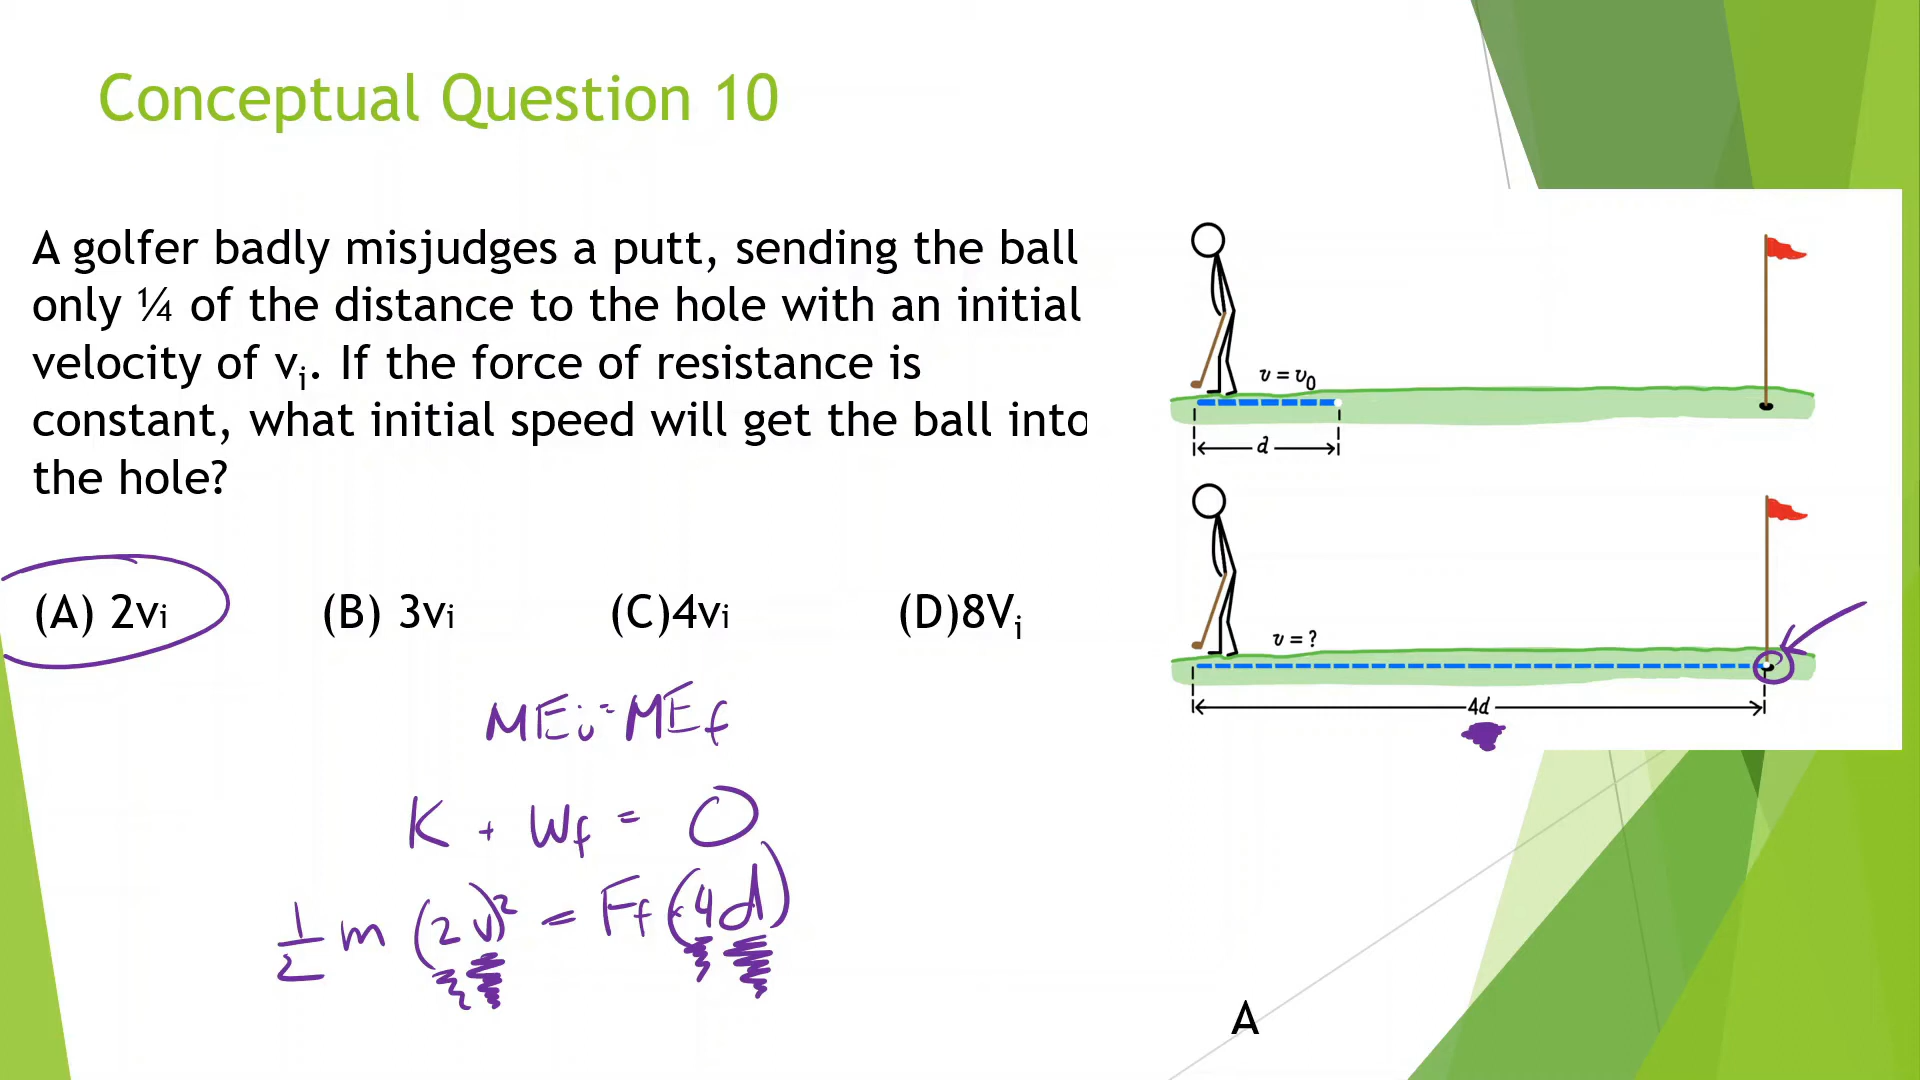 Conceptual Question 10
A golfer badly misjudges a putt, sending the ball
only ¼ of the distance to the hole with an initial
velocity of vᵢ. If the force of resistance is
constant, what initial speed will get the ball into
the hole?
(A) 2vᵢ (B) 3vᵢ (C)4vᵢ (D)8Vᵢ
v = v₀
d
v = ?
4d
MEᵢ = MEf
K + Wf = 0
½ m (2v)² = Ff (4d)
A